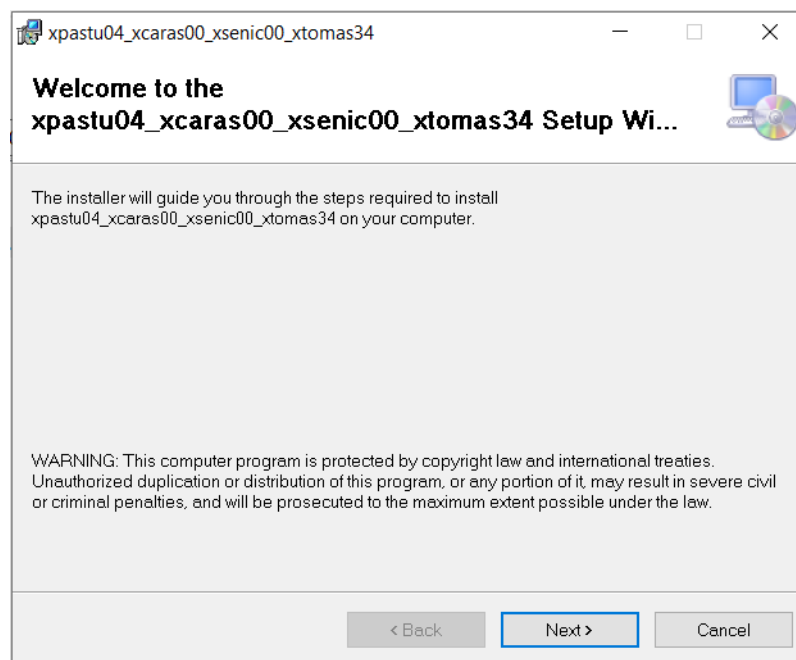 xpastu04_xcaras00_xsenic00_xtomas34
Welcome to the
xpastu04_xcaras00_xsenic00_xtomas34 Setup Wi...
The installer will guide you through the steps required to install
xpastu04_xcaras00_xsenic00_xtomas34 on your computer.
WARNING: This computer program is protected by copyright law and international treaties.
Unauthorized duplication or distribution of this program, or any portion of it, may result in severe civil
or criminal penalties, and will be prosecuted to the maximum extent possible under the law.
< Back
Next >
Cancel